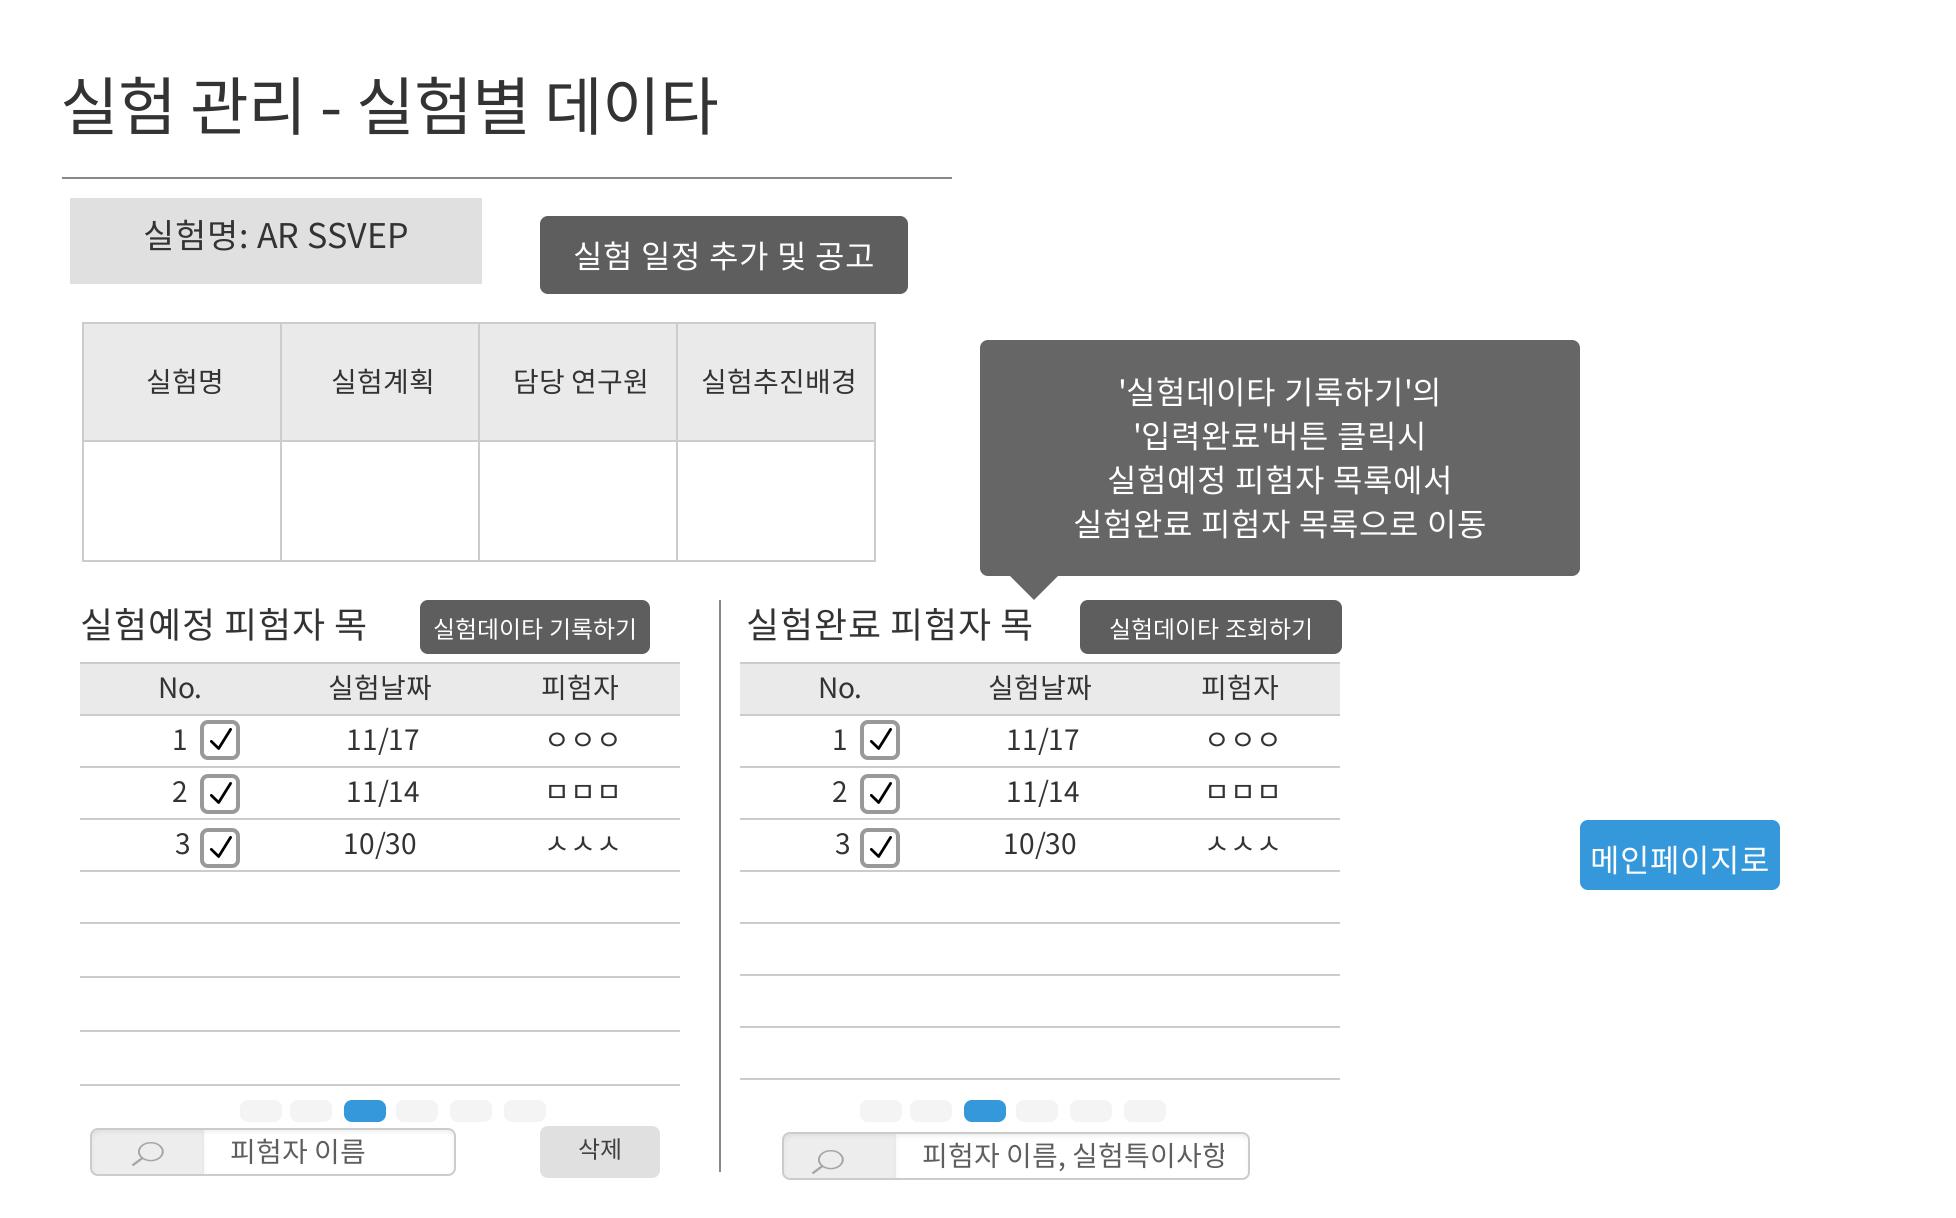 실험 관리 - 실험별 데이타
실험명: AR SSVEP
실험 일정 추가 및 공고
실험명 실험계획 담당 연구원 실험추진배경
'실험데이타 기록하기'의
'입력완료'버튼 클릭시
실험예정 피험자 목록에서
실험완료 피험자 목록으로 이동
실험예정 피험자 목
실험데이타 기록하기
No. 실험날짜 피험자
1 11/17 ㅇㅇㅇ
2 11/14 ㅁㅁㅁ
3 10/30 ㅅㅅㅅ
피험자 이름
삭제
실험완료 피험자 목
실험데이타 조회하기
No. 실험날짜 피험자
1 11/17 ㅇㅇㅇ
2 11/14 ㅁㅁㅁ
3 10/30 ㅅㅅㅅ
피험자 이름, 실험특이사항
메인페이지로